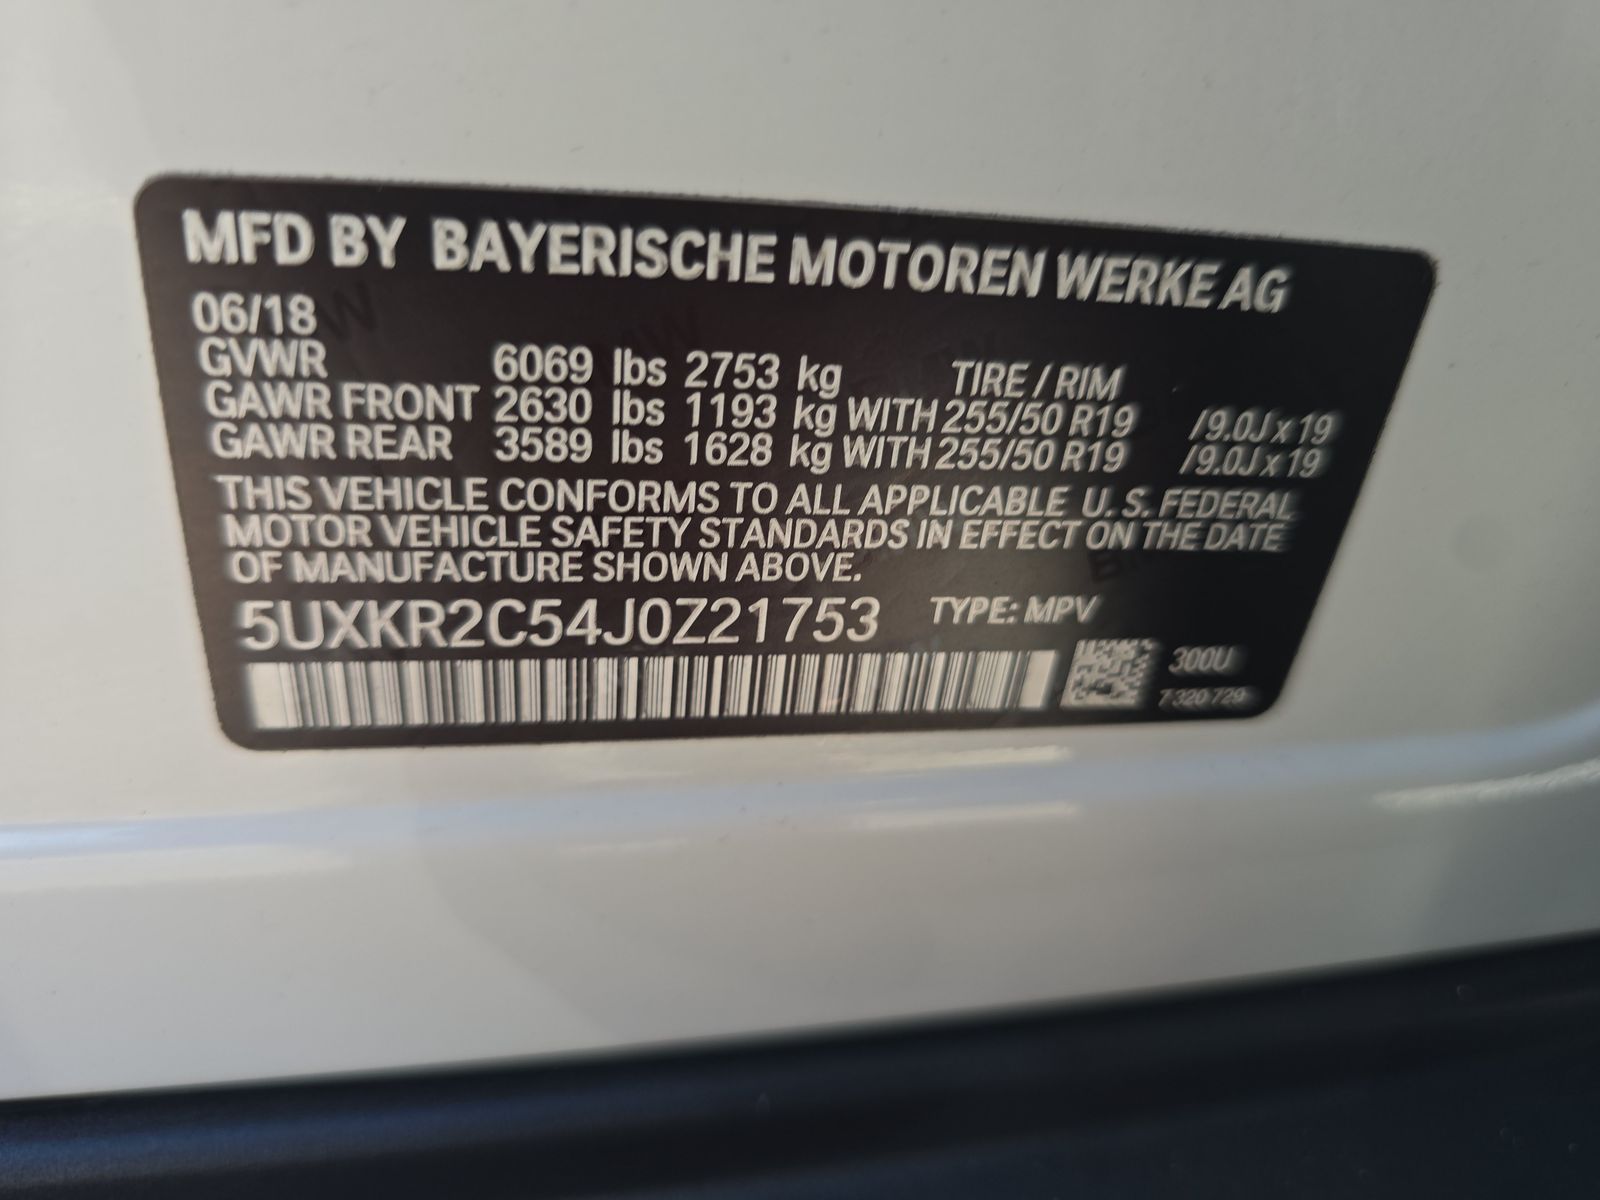 MFD BY BAYERISCHE MOTOREN WERKE AG
06/18
GVWR 6069 lbs 2753 kg TIRE / RIM
GAWR FRONT 2630 lbs 1193 kg WITH 255/50 R19 /9.0J x 19
GAWR REAR 3589 lbs 1628 kg WITH 255/50 R19 /9.0J x 19
THIS VEHICLE CONFORMS TO ALL APPLICABLE U.S. FEDERAL
MOTOR VEHICLE SAFETY STANDARDS IN EFFECT ON THE DATE
OF MANUFACTURE SHOWN ABOVE.
5UXKR2C54J0Z21753 TYPE: MPV
300U
7 320 729